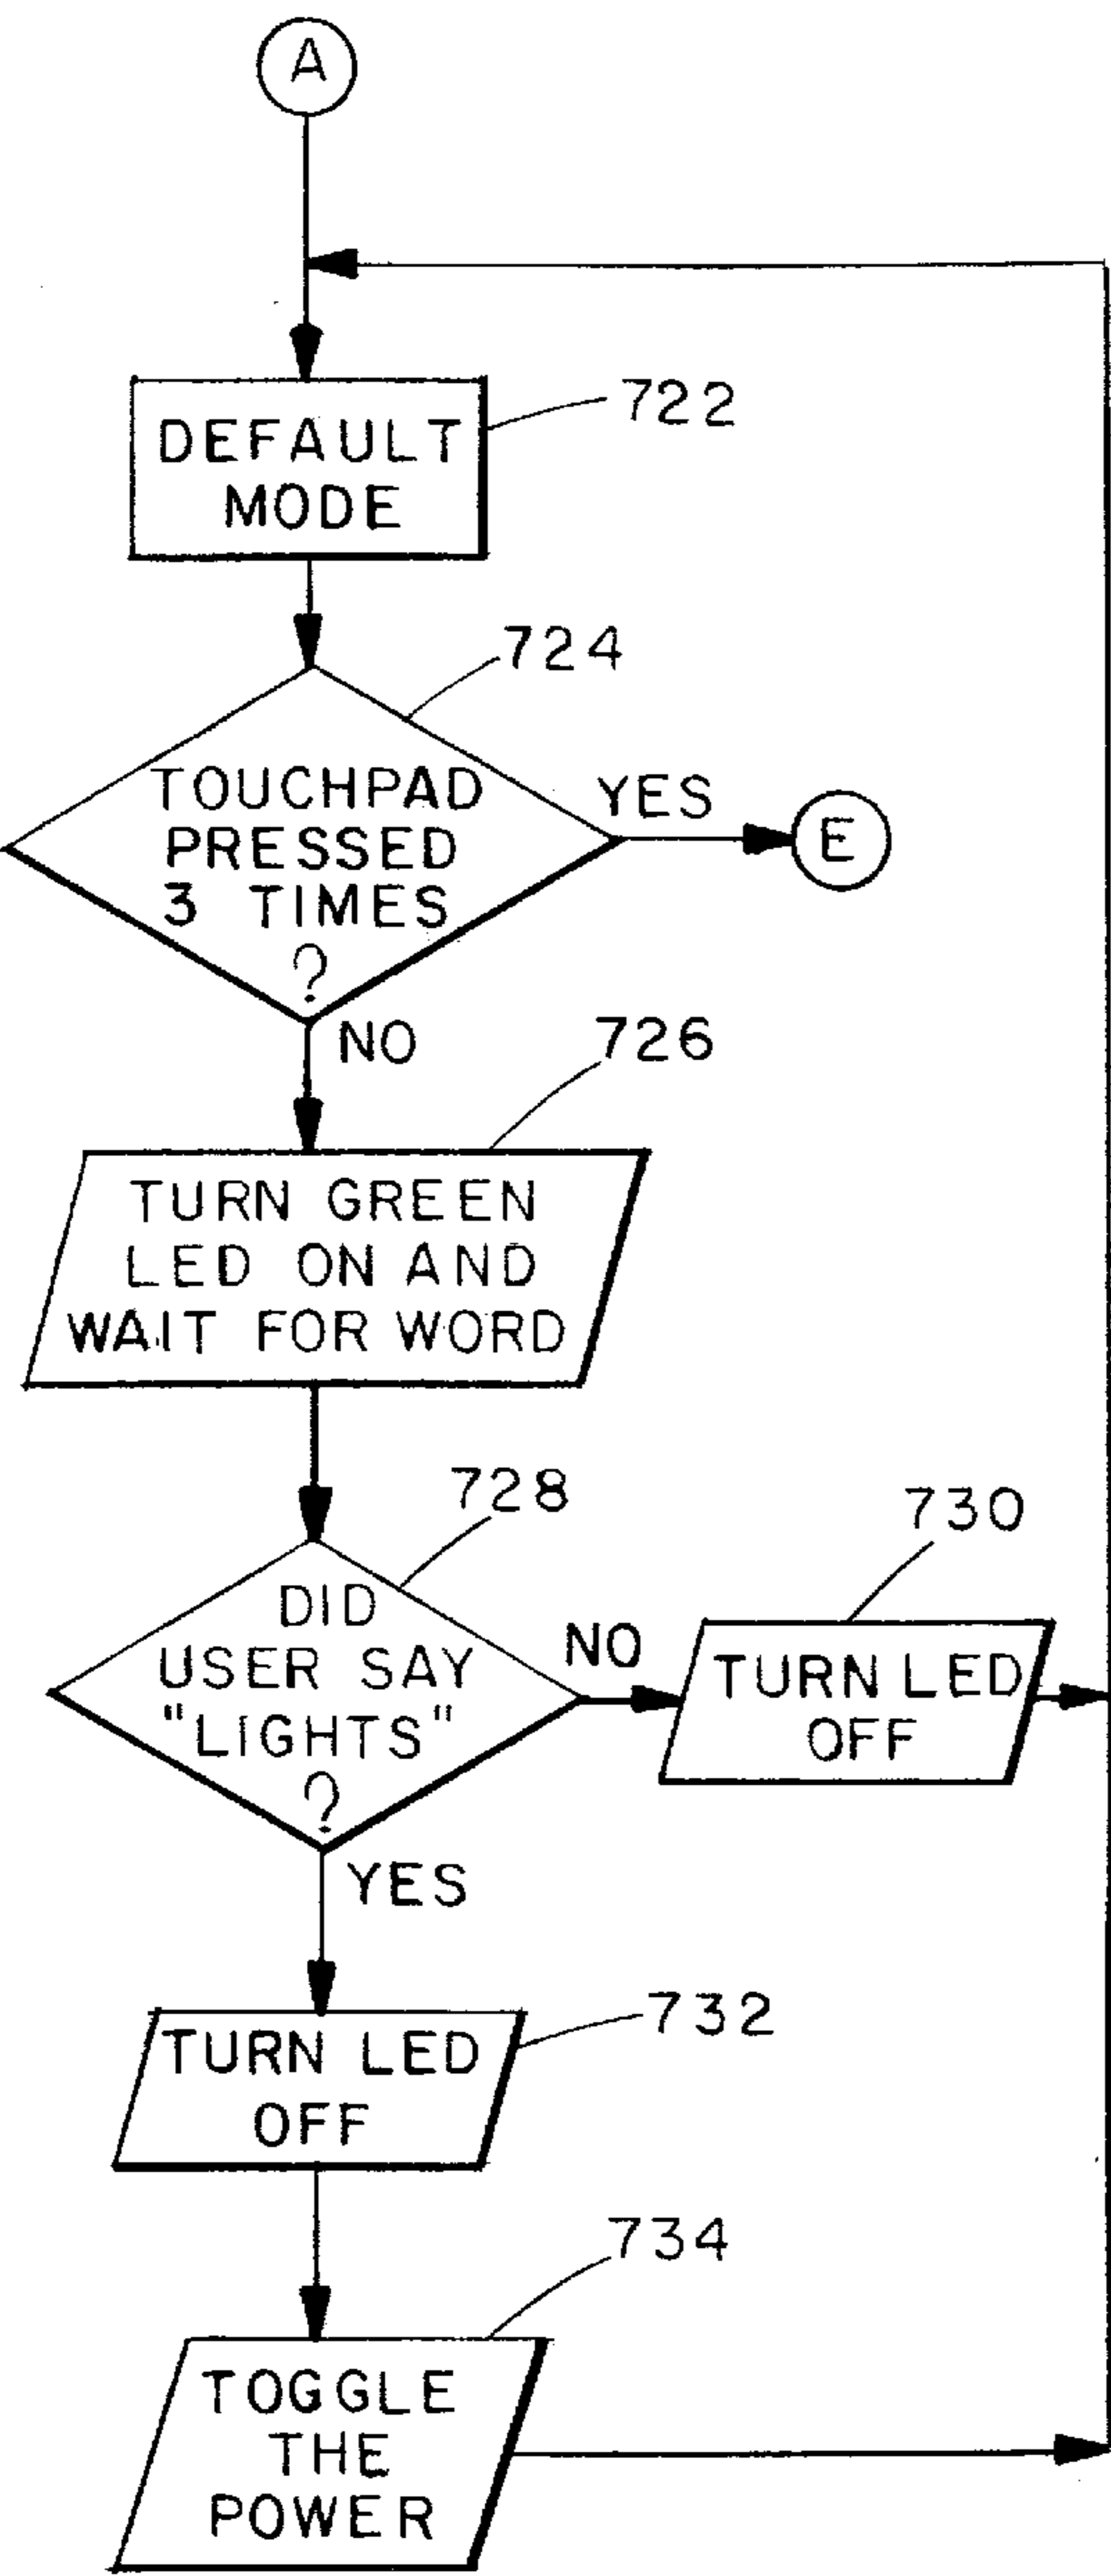 A
DEFAULT
MODE
722
724
TOUCHPAD
PRESSED
3 TIMES
?
YES
E
NO
726
TURN GREEN
LED ON AND
WAIT FOR WORD
728
DID
USER SAY
"LIGHTS"
?
NO
730
TURN LED
OFF
YES
732
TURN LED
OFF
734
TOGGLE
THE
POWER